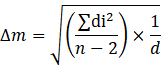 Δm = √((∑di²/n − 2) × 1/d)